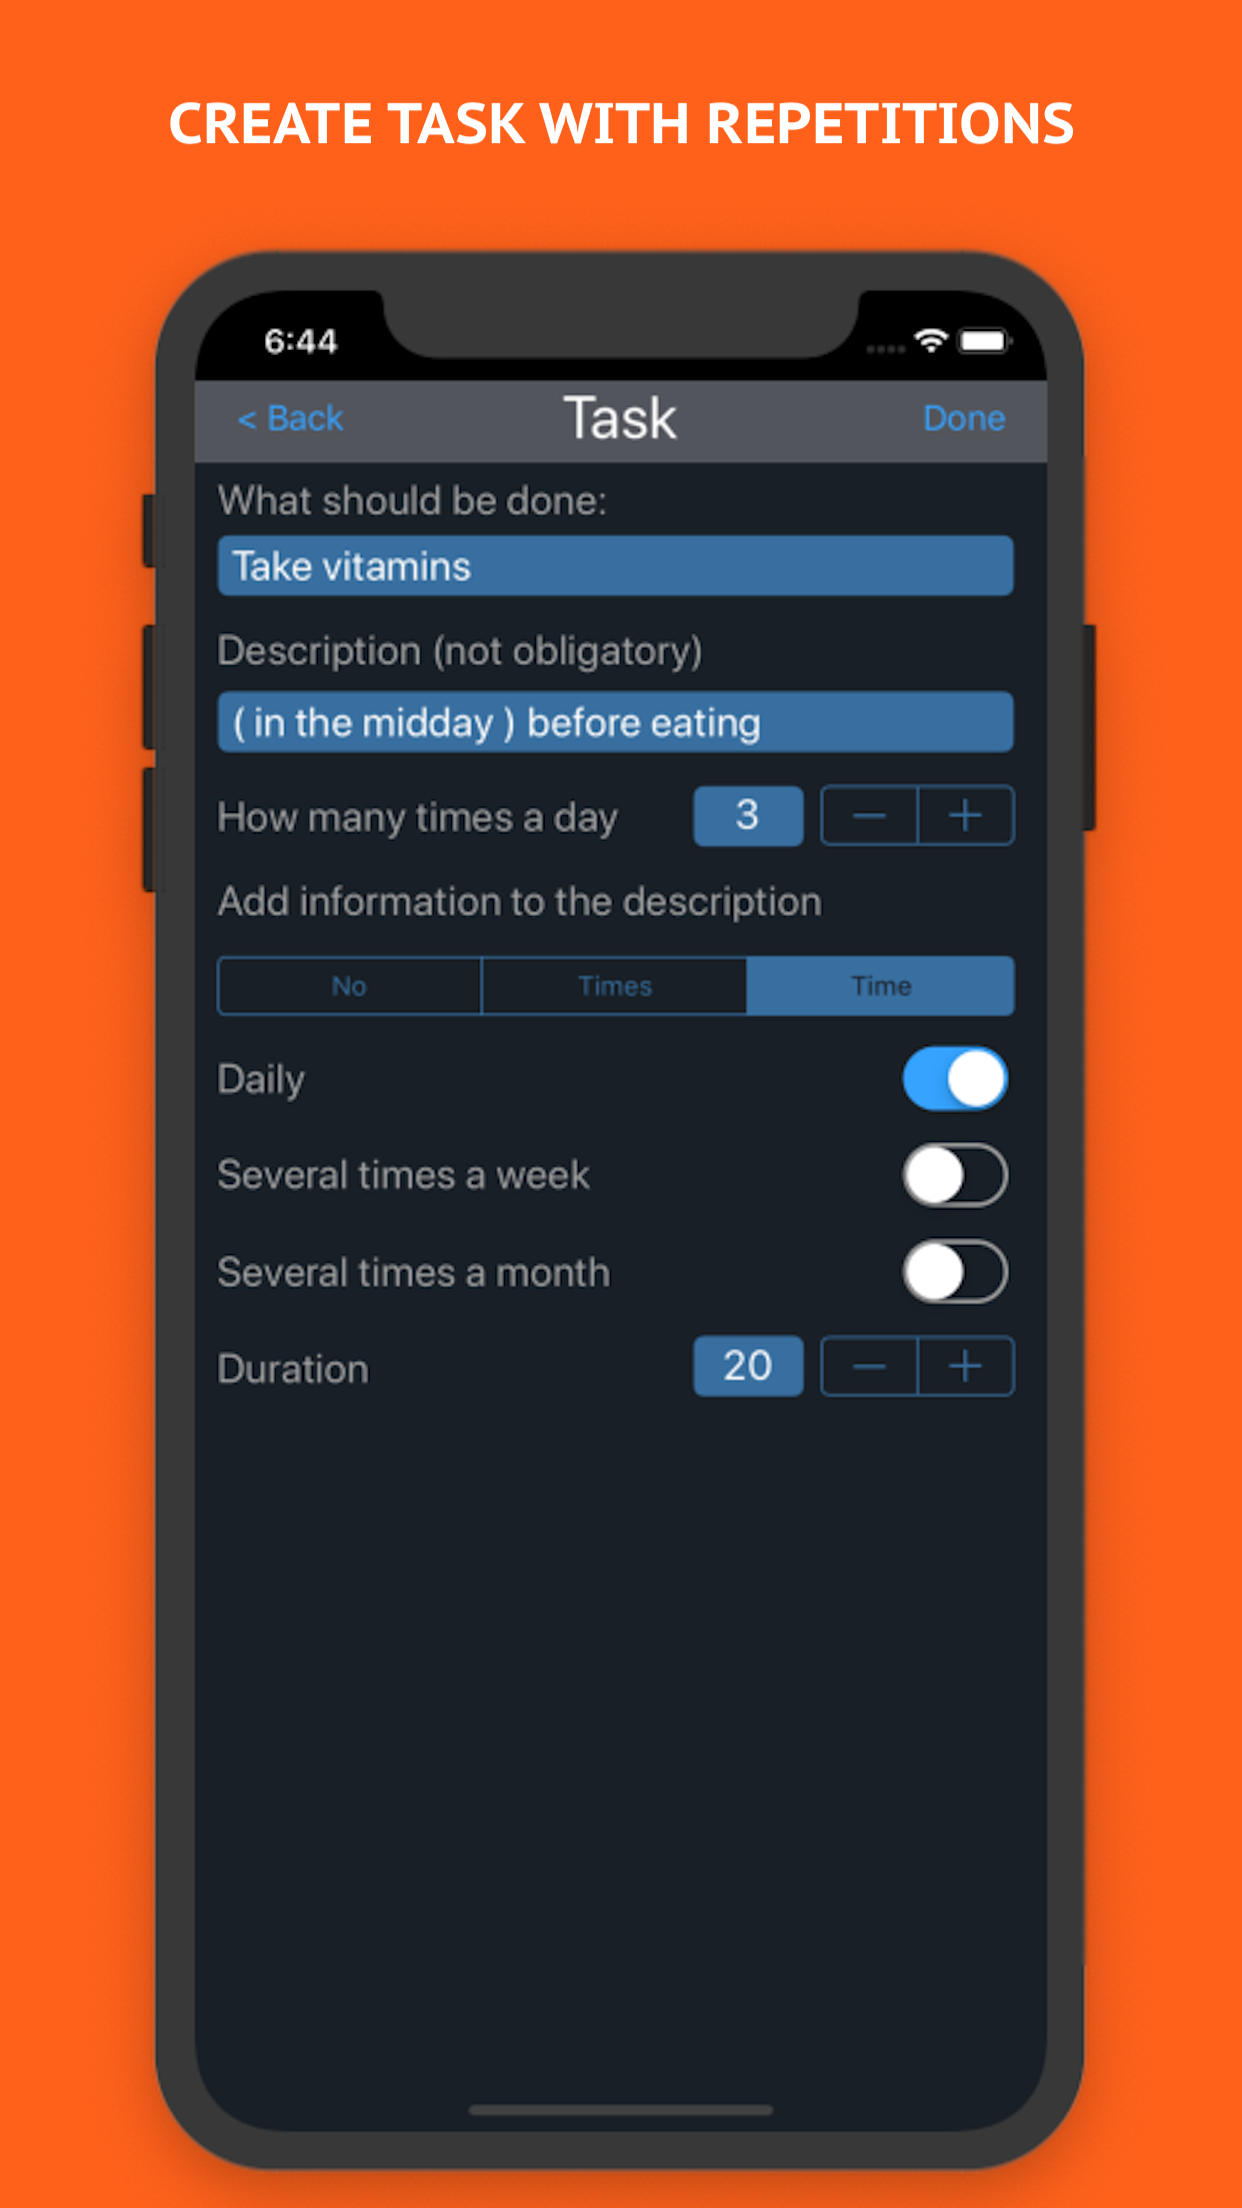 CREATE TASK WITH REPETITIONS
6:44
< Back Task Done
What should be done:
Take vitamins
Description (not obligatory)
( in the midday ) before eating
How many times a day 3 — +
Add information to the description
No Times Time
Daily
Several times a week
Several times a month
Duration 20 — +